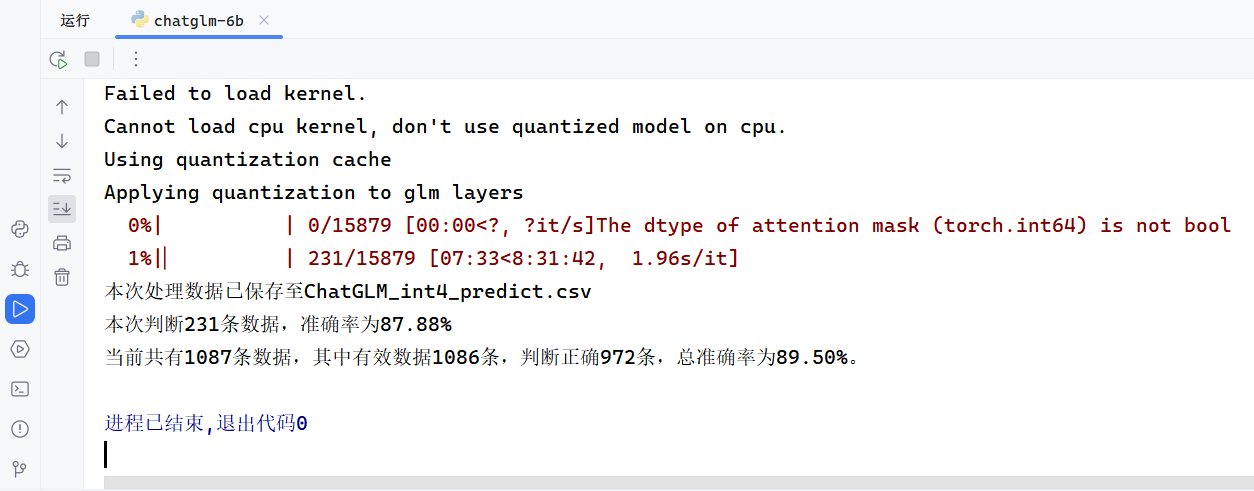 运行
chatglm-6b
Failed to load kernel.
Cannot load cpu kernel, don't use quantized model on cpu.
Using quantization cache
Applying quantization to glm layers
0%| | 0/15879 [00:00<?, ?it/s]The dtype of attention mask (torch.int64) is not bool
1%|| | 231/15879 [07:33<8:31:42, 1.96s/it]
本次处理数据已保存至ChatGLM_int4_predict.csv
本次判断231条数据，准确率为87.88%
当前共有1087条数据，其中有效数据1086条，判断正确972条，总准确率为89.50%。
进程已结束,退出代码0